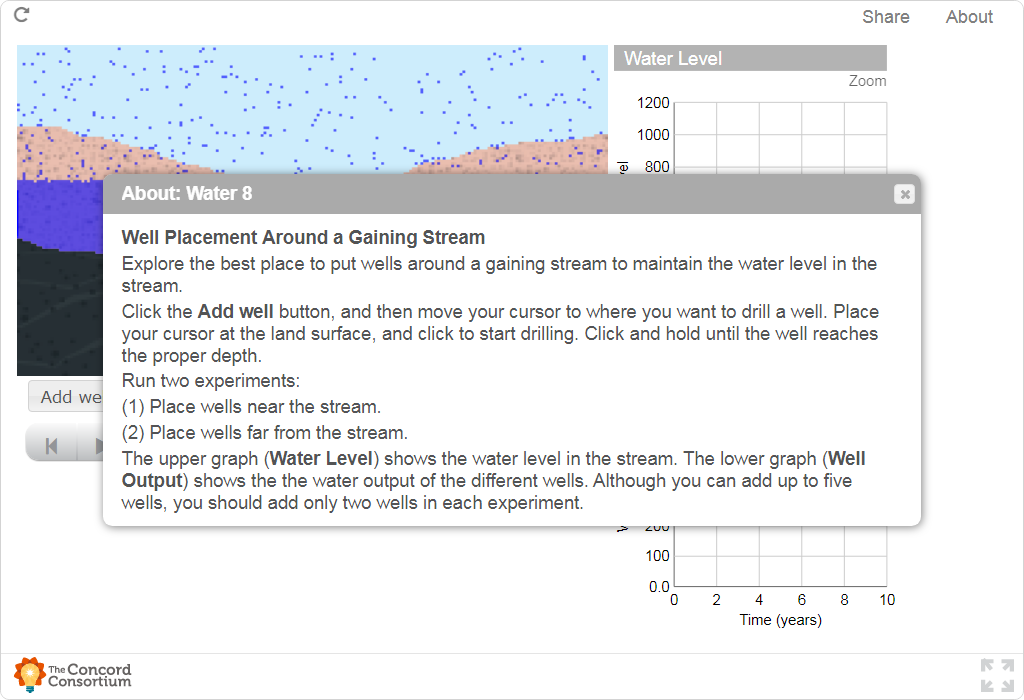 Share About
Water Level
Zoom
1200
1000
800
About: Water 8
Well Placement Around a Gaining Stream
Explore the best place to put wells around a gaining stream to maintain the water level in the
stream.
Click the Add well button, and then move your cursor to where you want to drill a well. Place
your cursor at the land surface, and click to start drilling. Click and hold until the well reaches
the proper depth.
Run two experiments:
(1) Place wells near the stream.
(2) Place wells far from the stream.
The upper graph (Water Level) shows the water level in the stream. The lower graph (Well
Output) shows the the water output of the different wells. Although you can add up to five
wells, you should add only two wells in each experiment.
Add we
200
100
0.0
0 2 4 6 8 10
Time (years)
The Concord
Consortium